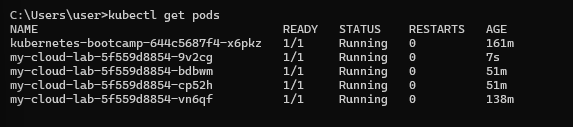 C:\Users\user>kubectl get pods
NAME READY STATUS RESTARTS AGE
kubernetes-bootcamp-644c5687f4-x6pkz 1/1 Running 0 161m
my-cloud-lab-5f559d8854-9v2cg 1/1 Running 0 7s
my-cloud-lab-5f559d8854-bdbwm 1/1 Running 0 51m
my-cloud-lab-5f559d8854-cp52h 1/1 Running 0 51m
my-cloud-lab-5f559d8854-vn6qf 1/1 Running 0 138m